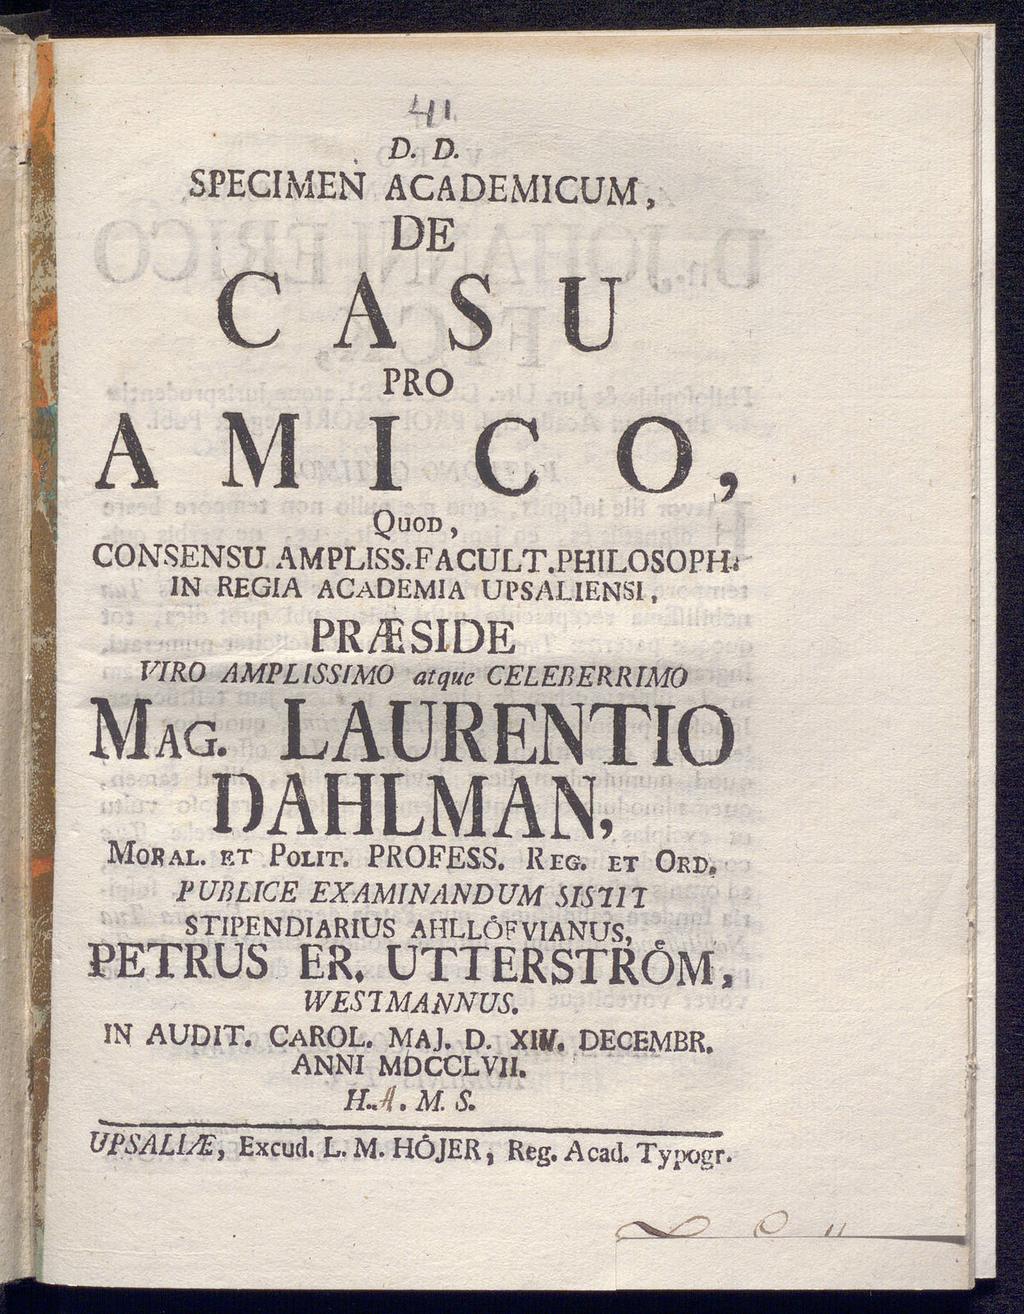 41.
D. D.
SPECIMEN ACADEMICUM,
DE
CASU
PRO
AMICO,
QUOD,
CONSENSU AMPLISS. FACULT. PHILOSOPH.
IN REGIA ACADEMIA UPSALIENSI,
PRÆSIDE
VIRO AMPLISSIMO atque CELEBERRIMO
MAG. LAURENTIO
DAHLMAN,
MORAL. ET POLIT. PROFESS. REG. ET ORD.
PUBLICE EXAMINANDUM SISTIT
STIPENDIARIUS AHLLÖFVIANUS,
PETRUS ER. UTTERSTRÖM,
WESTMANNUS.
IN AUDIT. CAROL. MAJ. D. XIV. DECEMBR.
ANNI MDCCLVII.
H. A. M. S.
UPSALIÆ, Excud. L. M. HÖJER, Reg. Acad. Typogr.